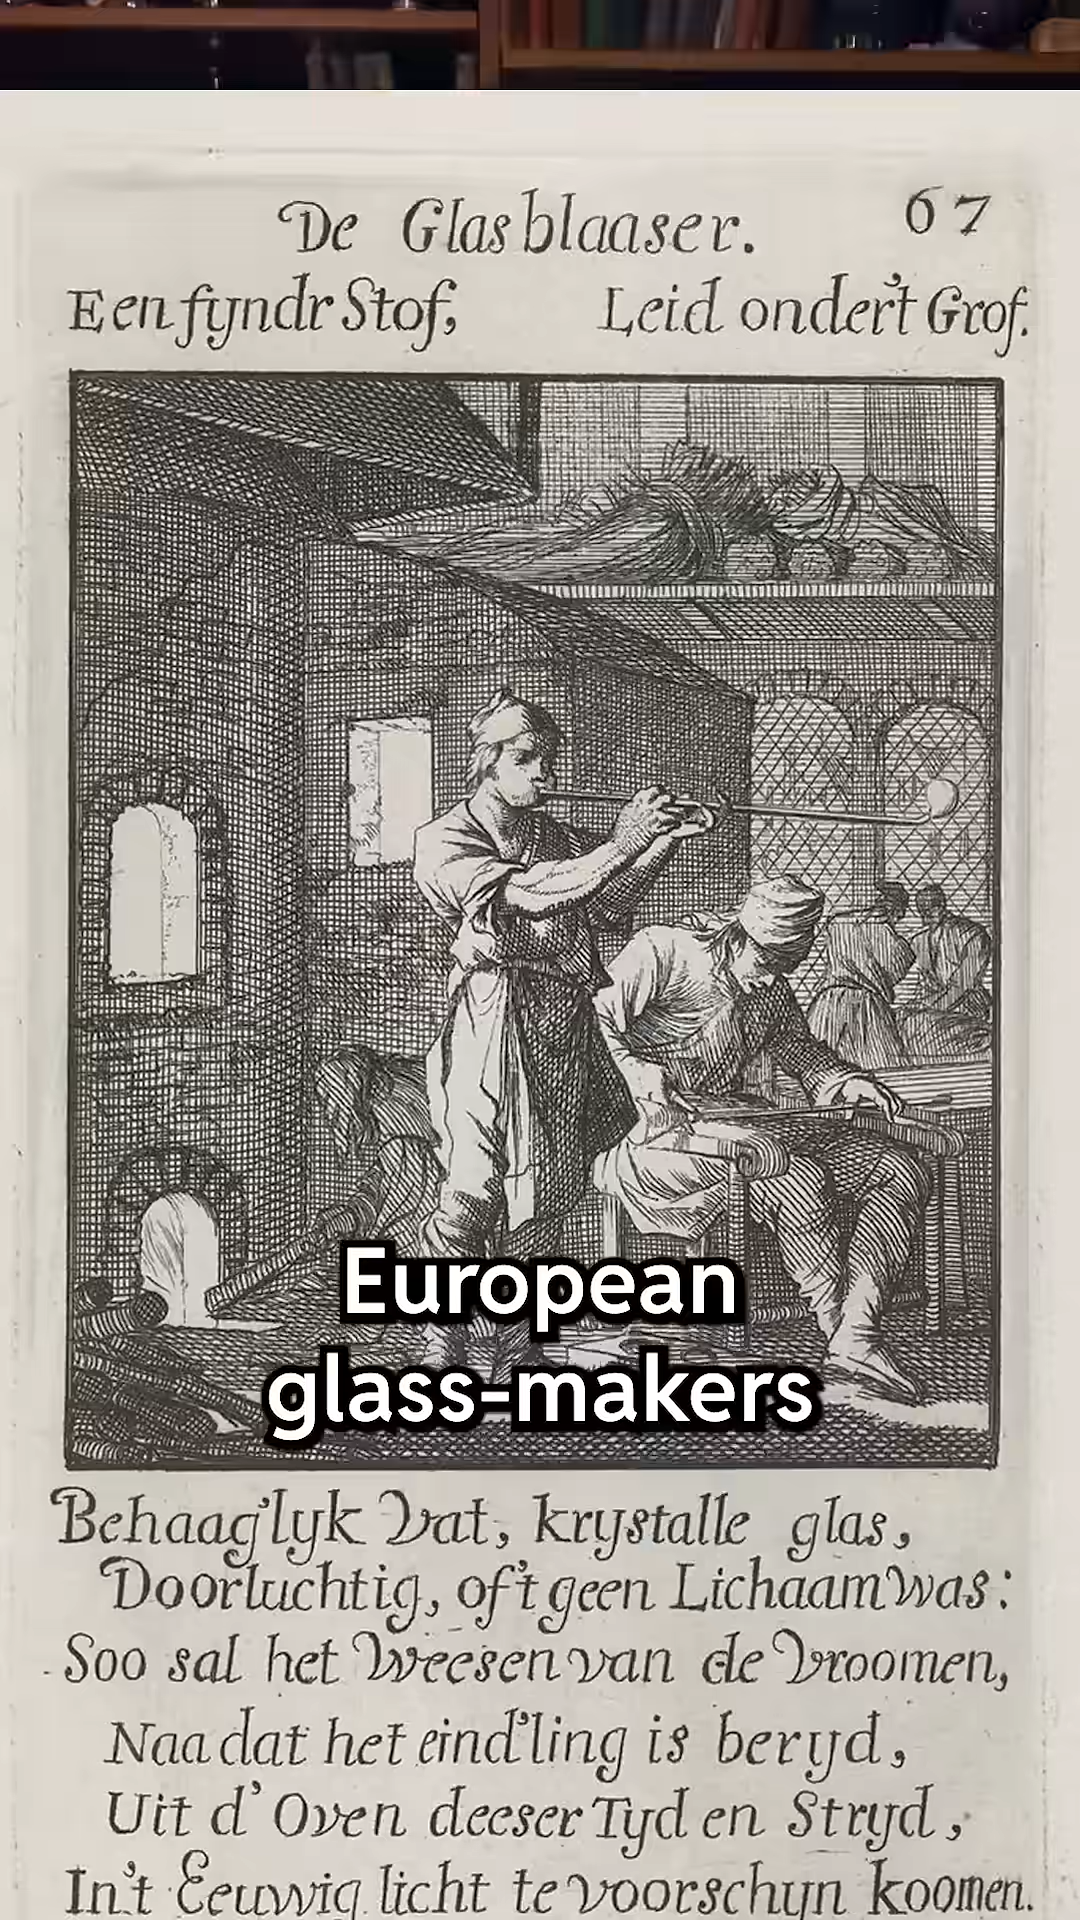 De Glasblaaser. 67
Een fyndr Stof, Leid onder't Grof.
European
glass-makers
Behaag'lyk Vat, krystalle glas,
Doorluchtig, of't geen Lichaam was:
Soo sal het Weesen van de Vroomen,
Naa dat het eind'ling is beryd,
Uit d' Oven deeser Tyd en Stryd,
In't Eeuwig licht te voorschyn koomen.